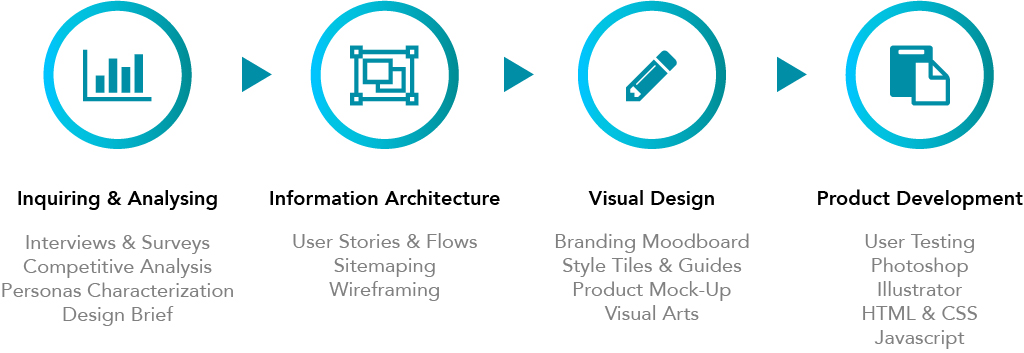 Inquiring & Analysing
Interviews & Surveys
Competitive Analysis
Personas Characterization
Design Brief
Information Architecture
User Stories & Flows
Sitemaping
Wireframing
Visual Design
Branding Moodboard
Style Tiles & Guides
Product Mock-Up
Visual Arts
Product Development
User Testing
Photoshop
Illustrator
HTML & CSS
Javascript